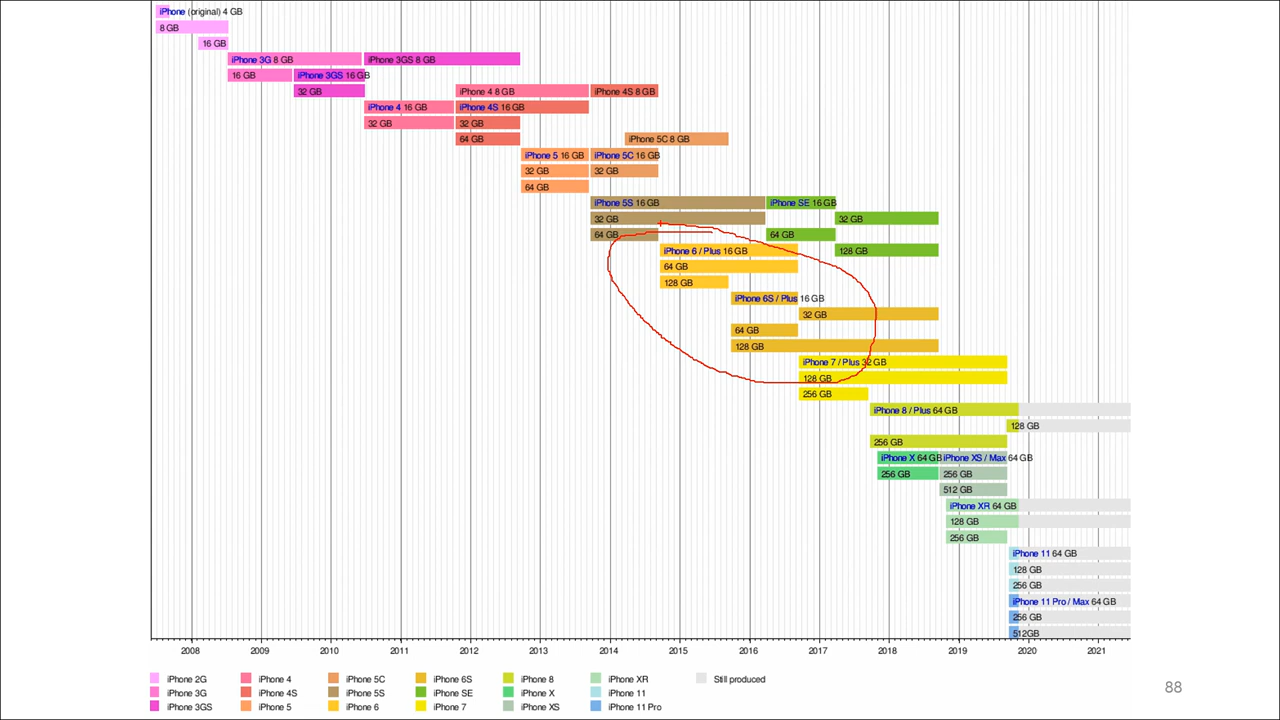 iPhone (original) 4 GB
8 GB
16 GB
iPhone 3G 8 GB iPhone 3GS 8 GB
16 GB iPhone 3GS 16 GB
32 GB iPhone 4 8 GB iPhone 4S 8 GB
iPhone 4 16 GB iPhone 4S 16 GB
32 GB 32 GB
64 GB iPhone 5C 8 GB
iPhone 5 16 GB iPhone 5C 16 GB
32 GB 32 GB
64 GB
iPhone 5S 16 GB iPhone SE 16 GB
32 GB 32 GB
64 GB 64 GB
iPhone 6 / Plus 16 GB 128 GB
64 GB
128 GB
iPhone 6S / Plus 16 GB
32 GB
64 GB
128 GB
iPhone 7 / Plus 32 GB
128 GB
256 GB
iPhone 8 / Plus 64 GB
128 GB
256 GB
iPhone X 64 GB iPhone XS / Max 64 GB
256 GB 256 GB
512 GB
iPhone XR 64 GB
128 GB
256 GB
iPhone 11 64 GB
128 GB
256 GB
iPhone 11 Pro / Max 64 GB
256 GB
512GB
2008 2009 2010 2011 2012 2013 2014 2015 2016 2017 2018 2019 2020 2021
iPhone 2G iPhone 4 iPhone 5C iPhone 6S iPhone 8 iPhone XR Still produced
iPhone 3G iPhone 4S iPhone 5S iPhone SE iPhone X iPhone 11
iPhone 3GS iPhone 5 iPhone 6 iPhone 7 iPhone XS iPhone 11 Pro
88